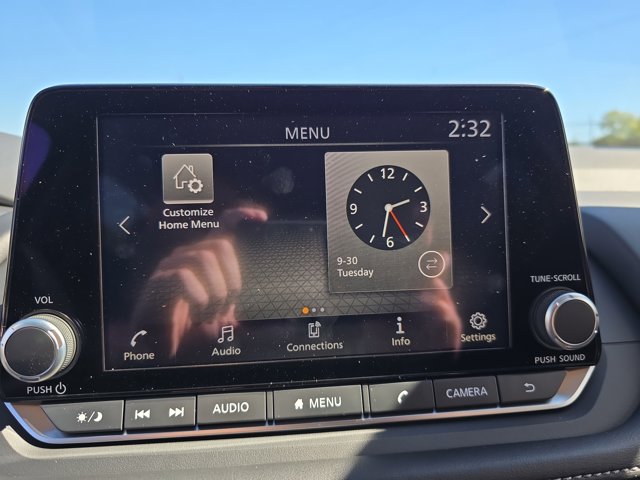 MENU
2:32
Customize
Home Menu
12
9
3
6
9-30
Tuesday
TUNE-SCROLL
VOL
Phone
Audio
Connections
Info
Settings
PUSH
PUSH SOUND
AUDIO
MENU
CAMERA